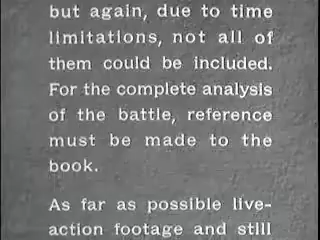 but again, due to time
limitations, not all of
them could be included.
For the complete analysis
of the battle, reference
must be made to the
book.
As far as possible live-
action footage and still